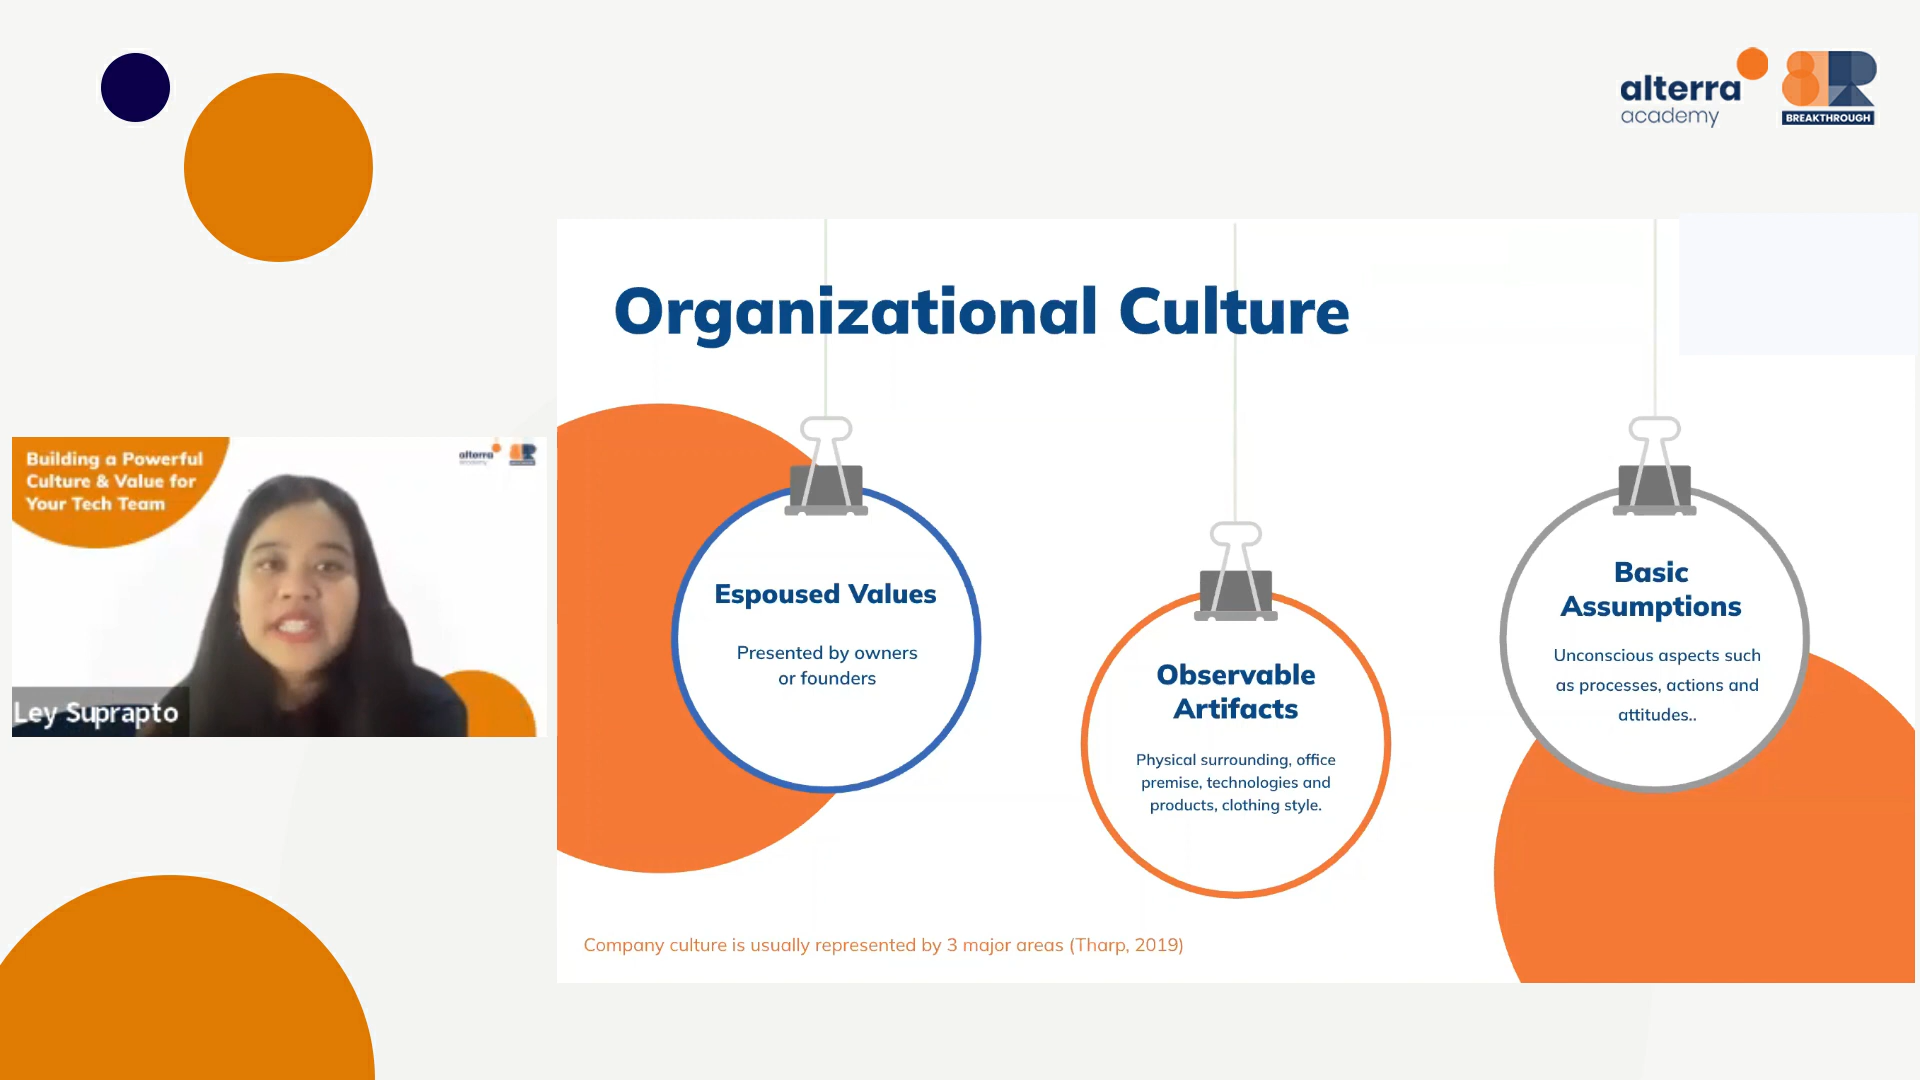 alterra
academy
BREAKTHROUGH
Organizational Culture
Building a Powerful
Culture & Value for
Your Tech Team
alterra
academy
Ley Suprapto
Espoused Values
Presented by owners
or founders
Observable
Artifacts
Physical surrounding, office
premise, technologies and
products, clothing style.
Basic
Assumptions
Unconscious aspects such
as processes, actions and
attitudes..
Company culture is usually represented by 3 major areas (Tharp, 2019)